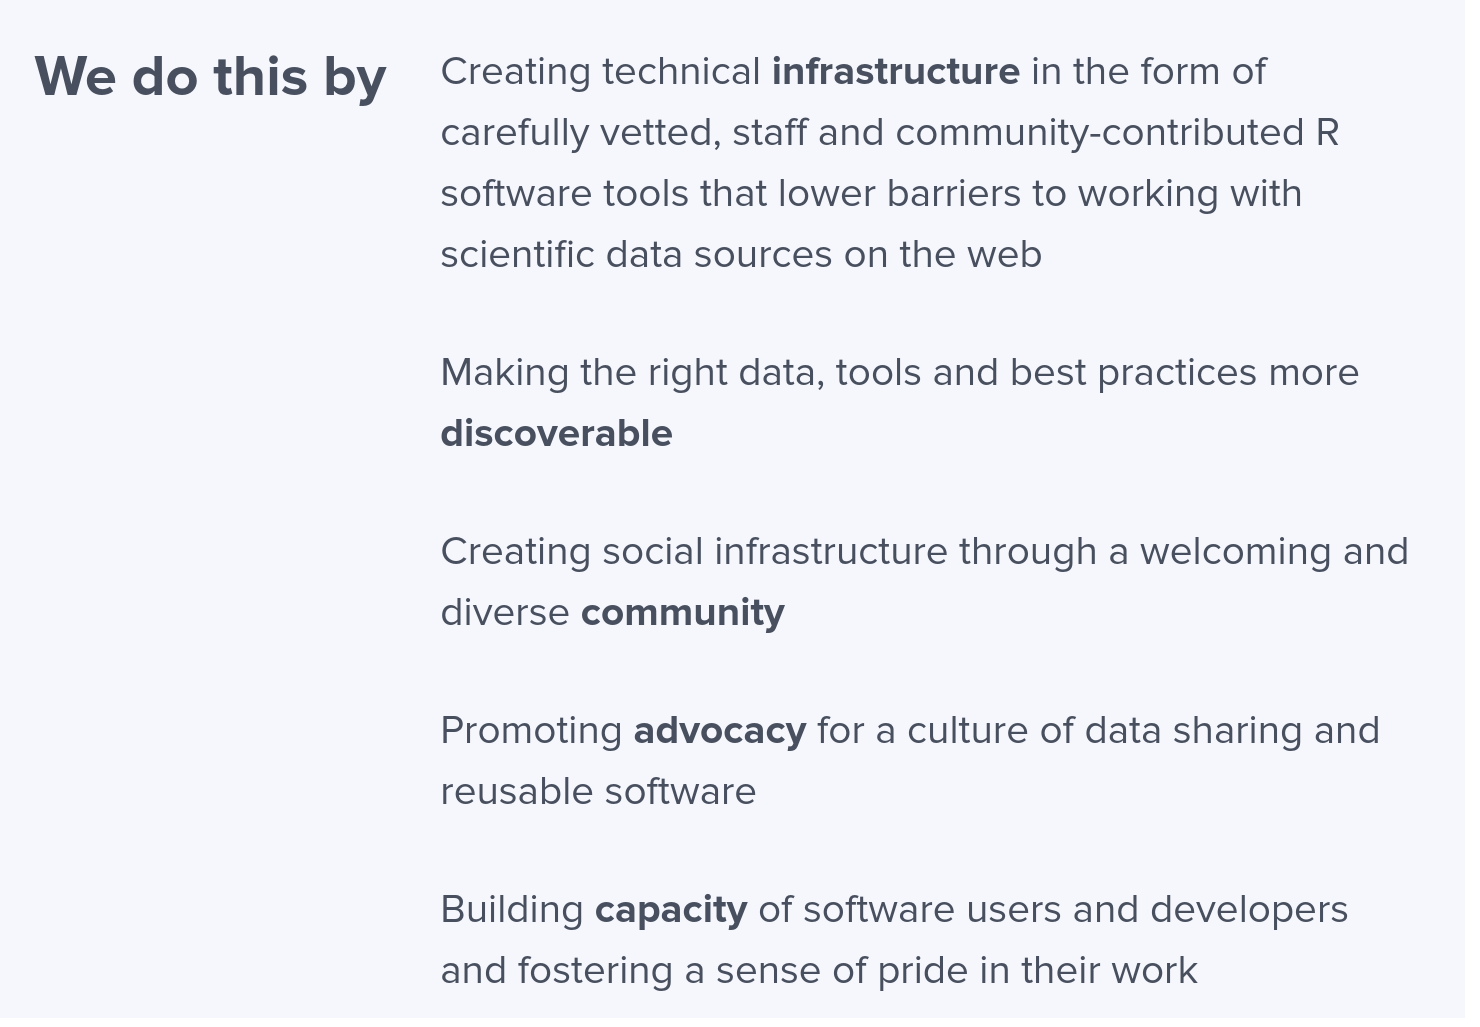 We do this by
Creating technical infrastructure in the form of
carefully vetted, staff and community-contributed R
software tools that lower barriers to working with
scientific data sources on the web
Making the right data, tools and best practices more
discoverable
Creating social infrastructure through a welcoming and
diverse community
Promoting advocacy for a culture of data sharing and
reusable software
Building capacity of software users and developers
and fostering a sense of pride in their work